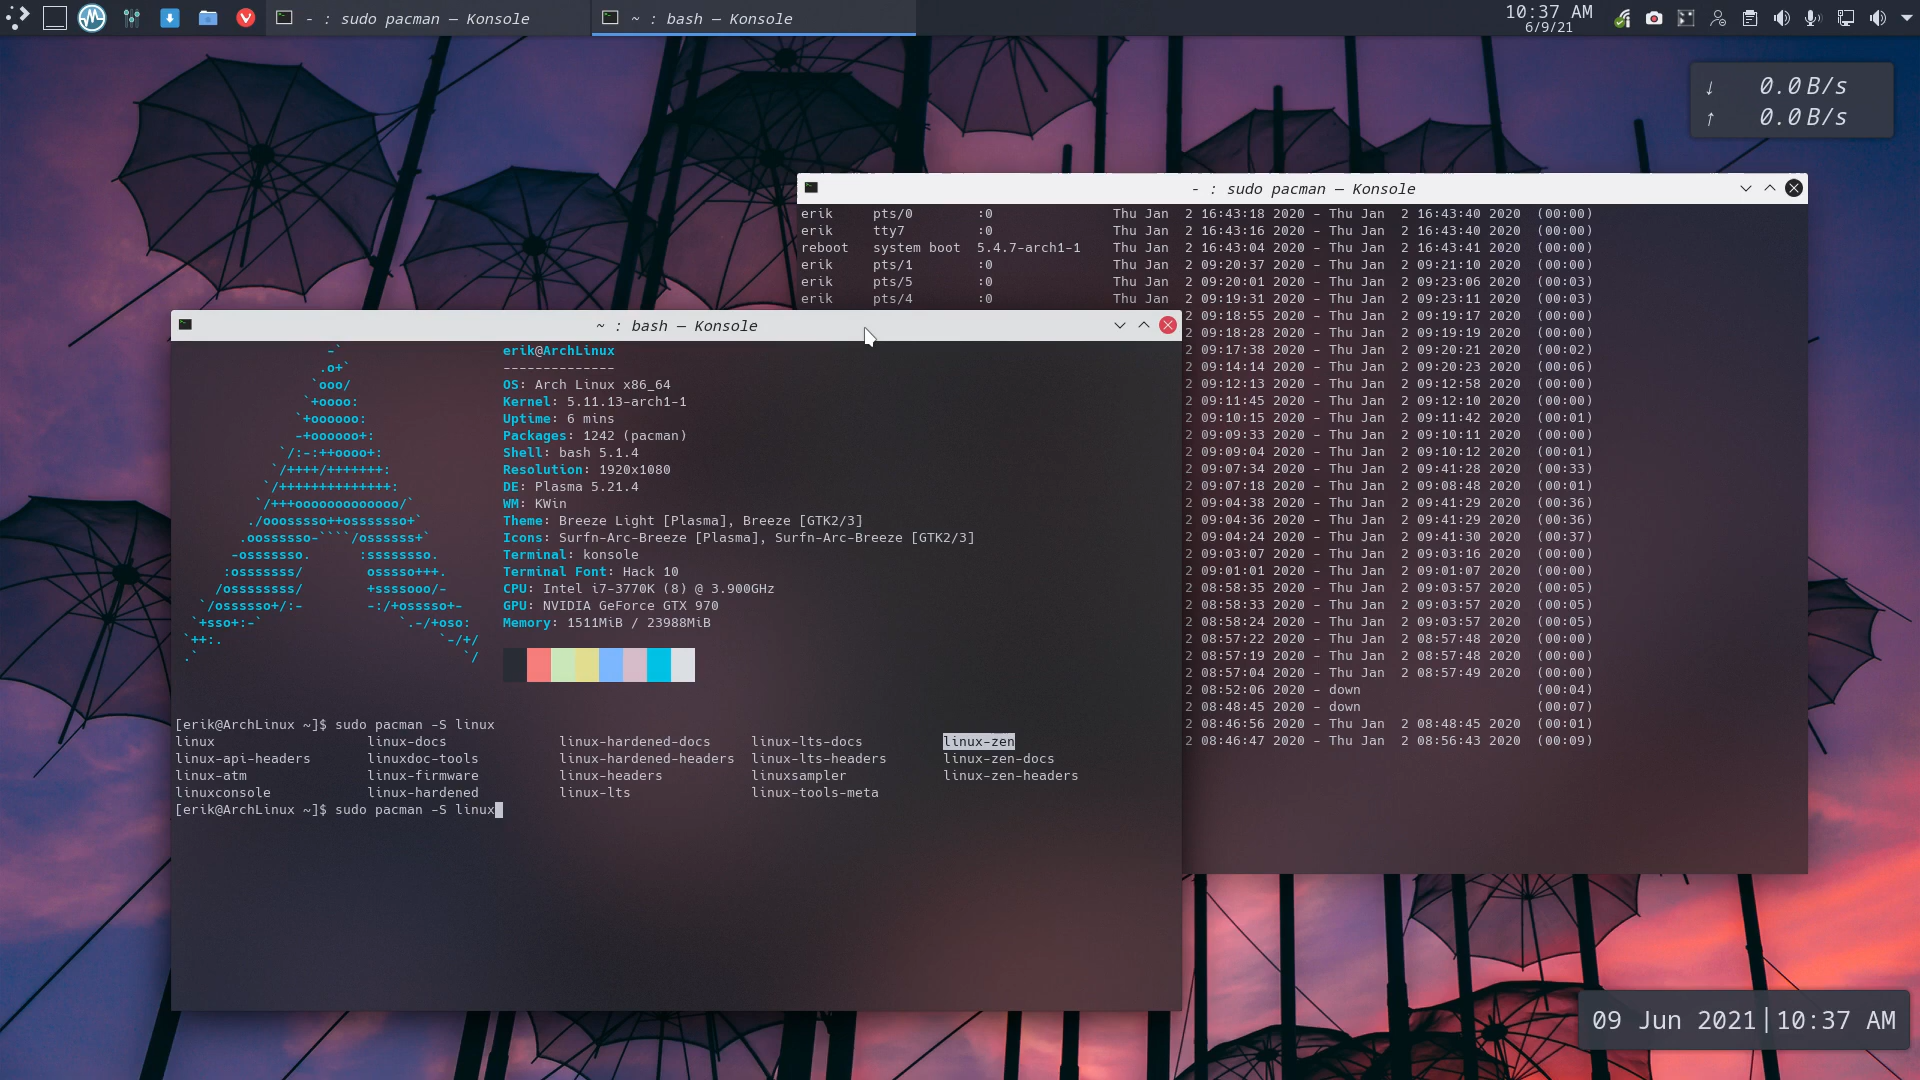 - : sudo pacman — Konsole
~ : bash — Konsole
10:37 AM
6/9/21
↓ 0.0 B/s
↑ 0.0 B/s
- : sudo pacman — Konsole
erik     pts/0        :0               Thu Jan  2 16:43:18 2020 - Thu Jan  2 16:43:40 2020  (00:00)
erik     tty7         :0               Thu Jan  2 16:43:16 2020 - Thu Jan  2 16:43:40 2020  (00:00)
reboot   system boot  5.4.7-arch1-1    Thu Jan  2 16:43:04 2020 - Thu Jan  2 16:43:41 2020  (00:00)
erik     pts/1        :0               Thu Jan  2 09:20:37 2020 - Thu Jan  2 09:21:10 2020  (00:00)
erik     pts/5        :0               Thu Jan  2 09:20:01 2020 - Thu Jan  2 09:23:06 2020  (00:03)
erik     pts/4        :0               Thu Jan  2 09:19:31 2020 - Thu Jan  2 09:23:11 2020  (00:03)
2 09:18:55 2020 - Thu Jan  2 09:19:17 2020  (00:00)
2 09:18:28 2020 - Thu Jan  2 09:19:19 2020  (00:00)
2 09:17:38 2020 - Thu Jan  2 09:20:21 2020  (00:02)
2 09:14:14 2020 - Thu Jan  2 09:20:23 2020  (00:06)
2 09:12:13 2020 - Thu Jan  2 09:12:58 2020  (00:00)
2 09:11:45 2020 - Thu Jan  2 09:12:10 2020  (00:00)
2 09:10:15 2020 - Thu Jan  2 09:11:42 2020  (00:01)
2 09:09:33 2020 - Thu Jan  2 09:10:11 2020  (00:00)
2 09:09:04 2020 - Thu Jan  2 09:10:12 2020  (00:01)
2 09:07:34 2020 - Thu Jan  2 09:41:28 2020  (00:33)
2 09:07:18 2020 - Thu Jan  2 09:08:48 2020  (00:01)
2 09:04:38 2020 - Thu Jan  2 09:41:29 2020  (00:36)
2 09:04:36 2020 - Thu Jan  2 09:41:29 2020  (00:36)
2 09:04:24 2020 - Thu Jan  2 09:41:30 2020  (00:37)
2 09:03:07 2020 - Thu Jan  2 09:03:16 2020  (00:00)
2 09:01:01 2020 - Thu Jan  2 09:01:07 2020  (00:00)
2 08:58:35 2020 - Thu Jan  2 09:03:57 2020  (00:05)
2 08:58:33 2020 - Thu Jan  2 09:03:57 2020  (00:05)
2 08:58:24 2020 - Thu Jan  2 09:03:57 2020  (00:05)
2 08:57:22 2020 - Thu Jan  2 08:57:48 2020  (00:00)
2 08:57:19 2020 - Thu Jan  2 08:57:48 2020  (00:00)
2 08:57:04 2020 - Thu Jan  2 08:57:49 2020  (00:00)
2 08:52:06 2020 - down                      (00:04)
2 08:48:45 2020 - down                      (00:07)
2 08:46:56 2020 - Thu Jan  2 08:48:45 2020  (00:01)
2 08:46:47 2020 - Thu Jan  2 08:56:43 2020  (00:09)
~ : bash — Konsole
erik@ArchLinux
--------------
OS: Arch Linux x86_64
Kernel: 5.11.13-arch1-1
Uptime: 6 mins
Packages: 1242 (pacman)
Shell: bash 5.1.4
Resolution: 1920x1080
DE: Plasma 5.21.4
WM: KWin
Theme: Breeze Light [Plasma], Breeze [GTK2/3]
Icons: Surfn-Arc-Breeze [Plasma], Surfn-Arc-Breeze [GTK2/3]
Terminal: konsole
Terminal Font: Hack 10
CPU: Intel i7-3770K (8) @ 3.900GHz
GPU: NVIDIA GeForce GTX 970
Memory: 1511MiB / 23988MiB
[erik@ArchLinux ~]$ sudo pacman -S linux
linux                   linux-docs              linux-hardened-docs     linux-lts-docs          linux-zen
linux-api-headers       linuxdoc-tools          linux-hardened-headers  linux-lts-headers       linux-zen-docs
linux-atm               linux-firmware          linux-headers           linuxsampler            linux-zen-headers
linuxconsole            linux-hardened          linux-lts               linux-tools-meta
[erik@ArchLinux ~]$ sudo pacman -S linux
09 Jun 2021|10:37 AM